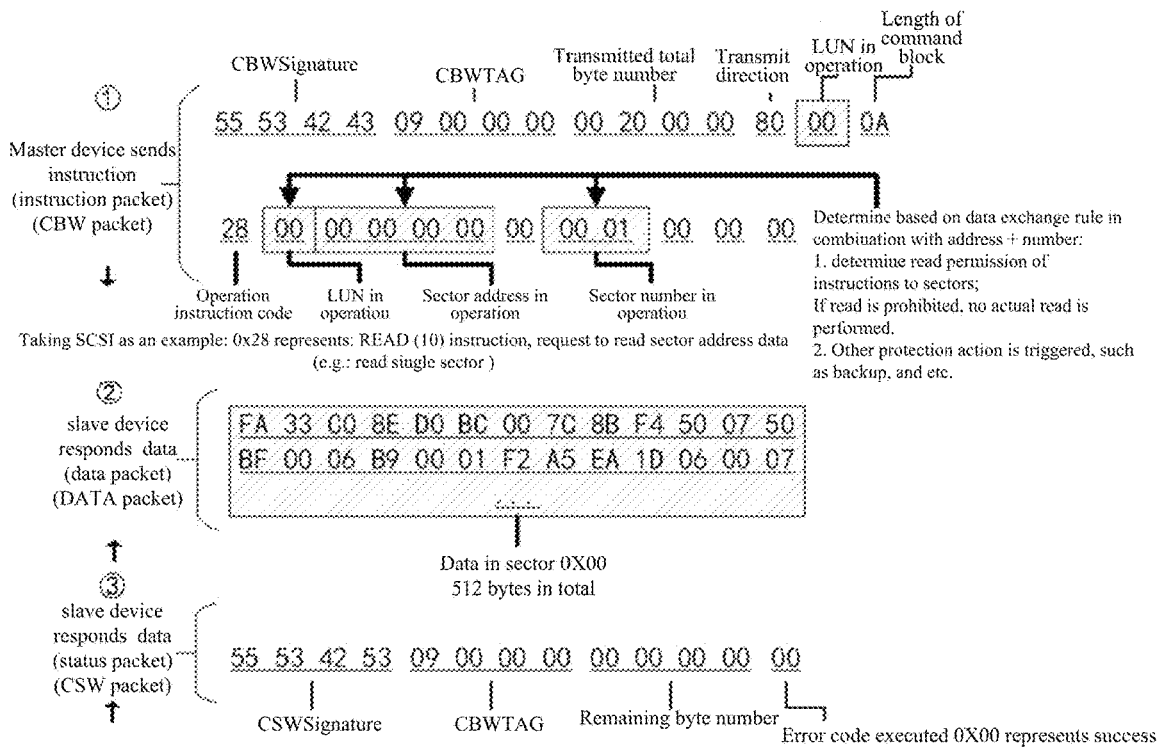 Length of
command
block
LUN in
operation
Transmit
direction
Transmitted total
byte number
CBWTAG
CBWSignature
①
55 53 42 43 09 00 00 00 00 20 00 00 80 00 0A
Master device sends
instruction
(instruction packet)
(CBW packet)
28 00 00 00 00 00 00 00 01 00 00 00
Operation
instruction code
LUN in
operation
Sector address in
operation
Sector number in
operation
Determine based on data exchange rule in
combination with address + number:
1. determine read permission of
instructions to sectors;
If read is prohibited, no actual read is
performed.
2. Other protection action is triggered, such
as backup, and etc.
Taking SCSI as an example: 0x28 represents: READ (10) instruction, request to read sector address data
(e.g.: read single sector )
②
slave device
responds data
(data packet)
(DATA packet)
FA 33 C0 8E D0 BC 00 7C 8B F4 50 07 50
BF 00 06 B9 00 01 F2 A5 EA 1D 06 00 07
....
Data in sector 0X00
512 bytes in total
③
slave device
responds data
(status packet)
(CSW packet)
55 53 42 53 09 00 00 00 00 00 00 00 00
CSWSignature
CBWTAG
Remaining byte number
Error code executed 0X00 represents success